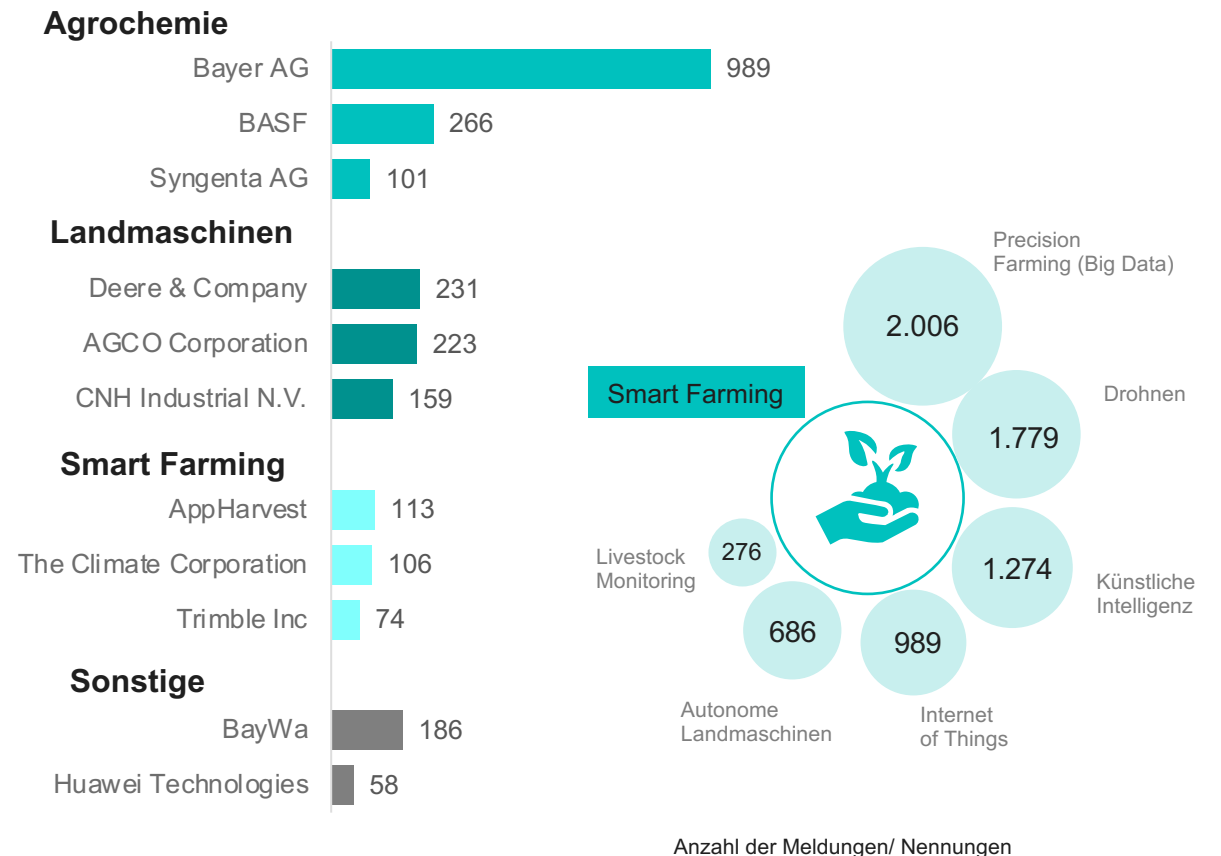 Agrochemie
Bayer AG 989
BASF 266
Syngenta AG 101
Landmaschinen
Deere & Company 231
AGCO Corporation 223
CNH Industrial N.V. 159
Smart Farming
AppHarvest 113
The Climate Corporation 106
Trimble Inc 74
Sonstige
BayWa 186
Huawei Technologies 58
Smart Farming
Precision
Farming (Big Data)
2.006
Drohnen
1.779
Künstliche
Intelligenz
1.274
Internet
of Things
989
Autonome
Landmaschinen
686
Livestock
Monitoring
276
Anzahl der Meldungen/ Nennungen